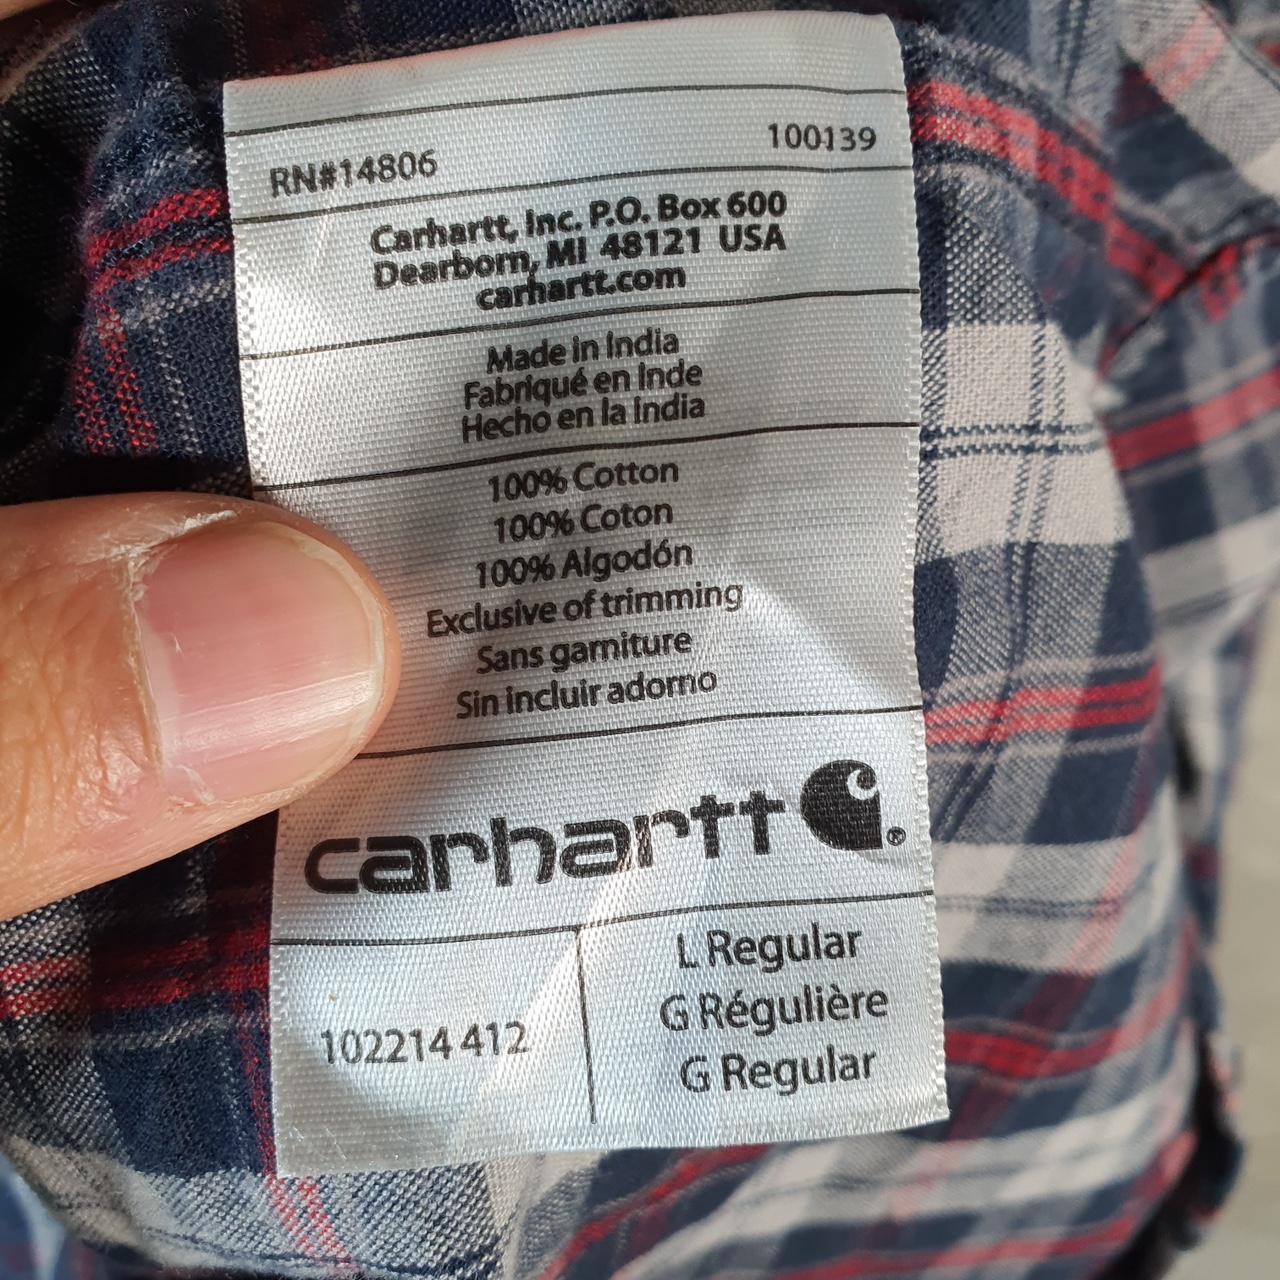 RN#14806 100139
Carhartt, Inc. P.O. Box 600
Dearborn, MI 48121 USA
carhartt.com
Made in India
Fabriqué en Inde
Hecho en la India
100% Cotton
100% Coton
100% Algodón
Exclusive of trimming
Sans garniture
Sin incluir adorno
carhartt ®
102214 412
L Regular
G Régulière
G Regular